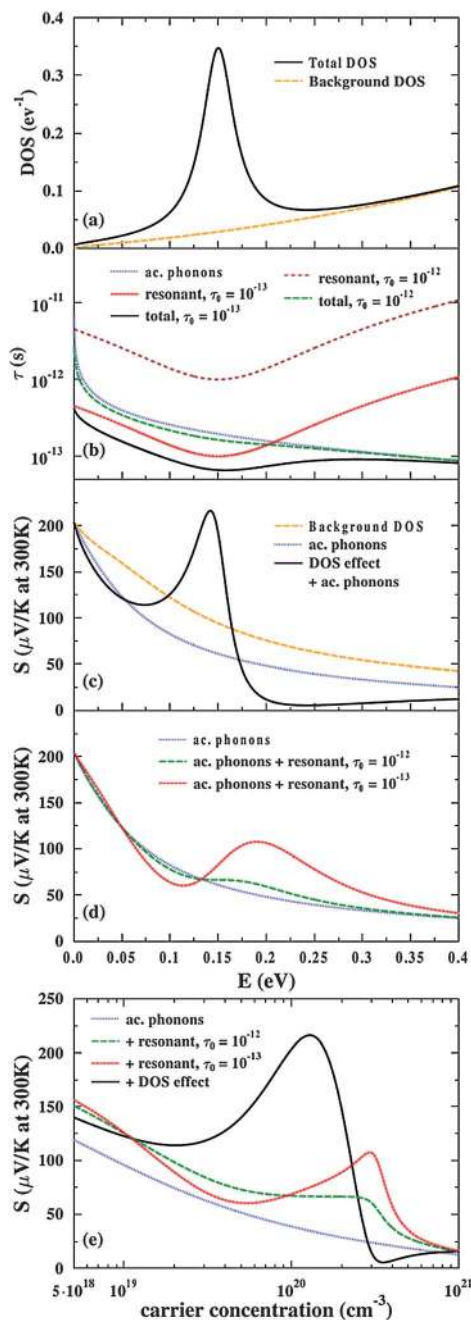 0.4
0.3
0.2
0.1
0.0
DOS (ev⁻¹)
Total DOS
Background DOS
(a)
10⁻¹¹
10⁻¹²
10⁻¹³
τ (s)
ac. phonons
resonant, τ₀ = 10⁻¹³
total, τ₀ = 10⁻¹³
resonant, τ₀ = 10⁻¹²
total, τ₀ = 10⁻¹²
(b)
200
150
100
50
0
S (μV/K at 300K)
Background DOS
ac. phonons
DOS effect
+ ac. phonons
(c)
200
150
100
50
0
S (μV/K at 300K)
ac. phonons
ac. phonons + resonant, τ₀ = 10⁻¹²
ac. phonons + resonant, τ₀ = 10⁻¹³
(d)
0.0 0.05 0.1 0.15 0.2 0.25 0.3 0.35 0.4
E (eV)
250
200
150
100
50
0
S (μV/K at 300K)
ac. phonons
+ resonant, τ₀ = 10⁻¹²
+ resonant, τ₀ = 10⁻¹³
+ DOS effect
(e)
5·10¹⁸ 10¹⁹ 10²⁰ 10²¹
carrier concentration (cm⁻³)